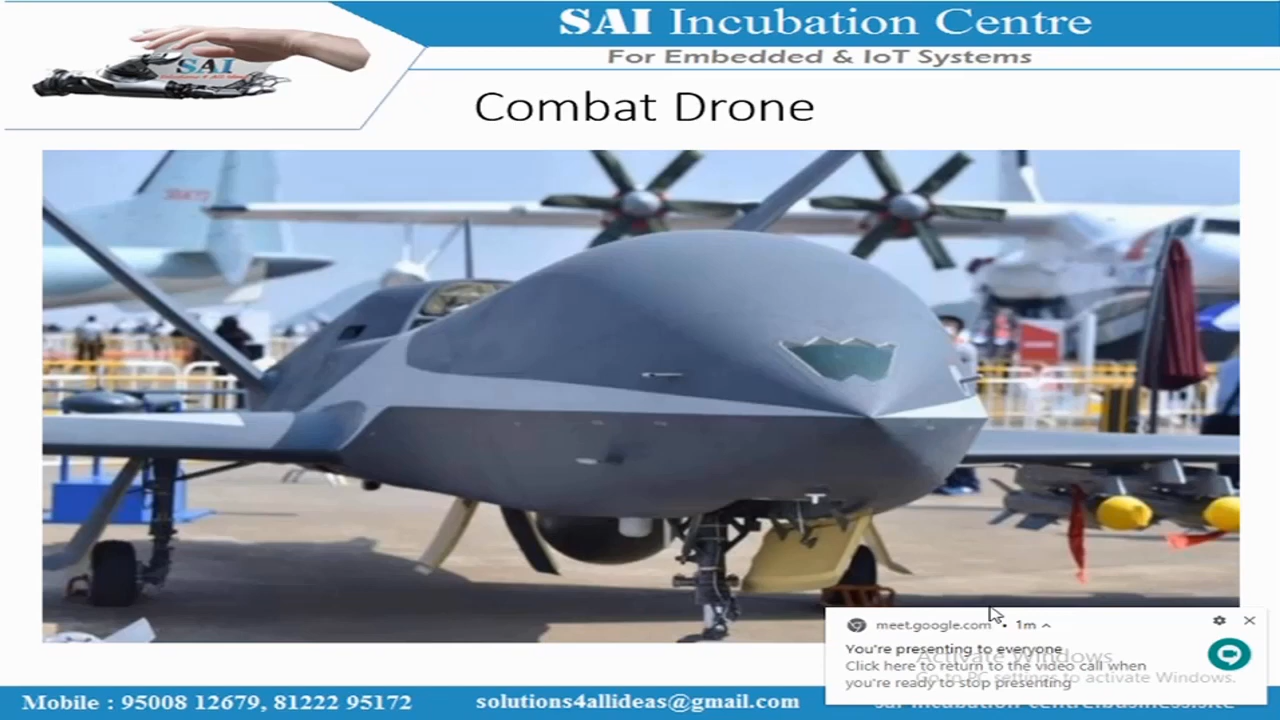 SAI Incubation Centre
For Embedded & IoT Systems
SAI
Combat Drone
meet.google.com • 1m
You're presenting to everyone
Click here to return to the video call when
you're ready to stop presenting
Activate Windows
Go to PC settings to activate Windows.
Mobile : 95008 12679, 81222 95172
solutions4allideas@gmail.com